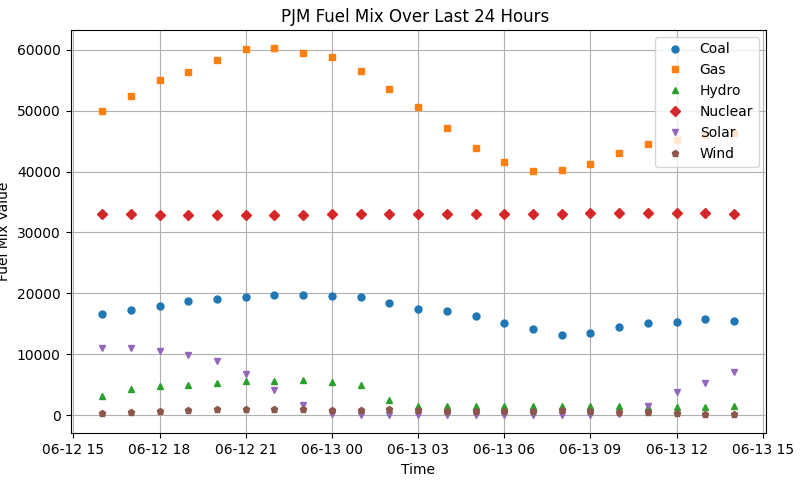 PJM Fuel Mix Over Last 24 Hours
Fuel Mix Value
60000
50000
40000
30000
20000
10000
0
Coal
Gas
Hydro
Nuclear
Solar
Wind
06-12 15 06-12 18 06-12 21 06-13 00 06-13 03 06-13 06 06-13 09 06-13 12 06-13 15
Time